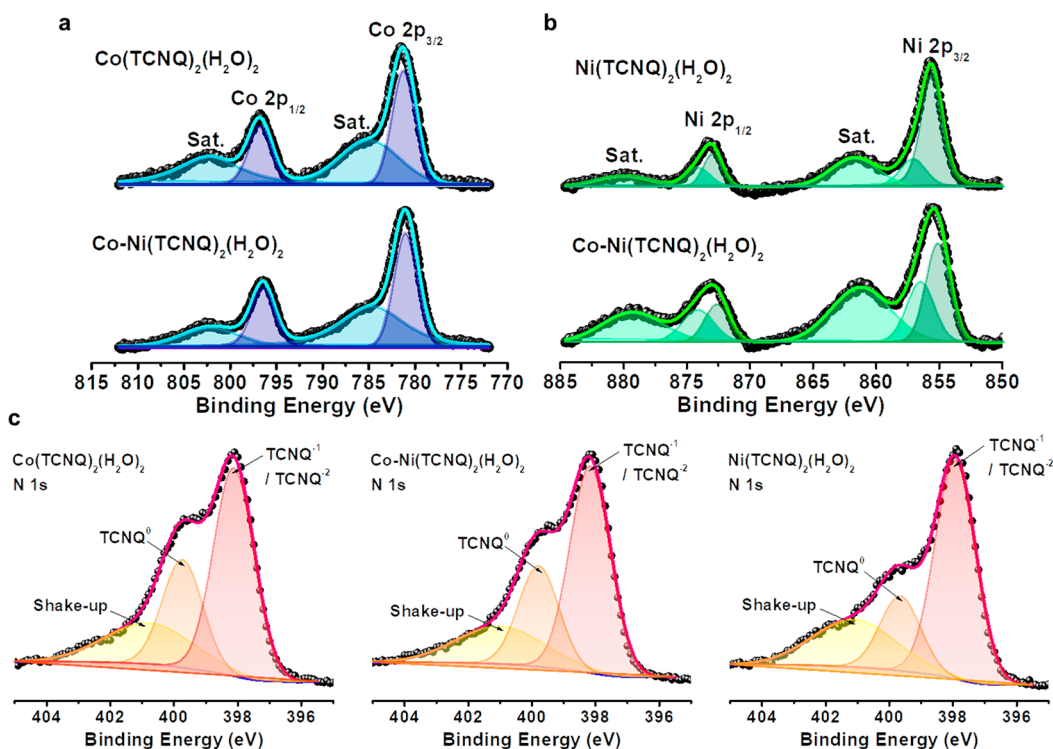 a
Co(TCNQ)₂(H₂O)₂
Co 2p₃/₂
Co 2p₁/₂
Sat.
Sat.
Co-Ni(TCNQ)₂(H₂O)₂
815 810 805 800 795 790 785 780 775 770
Binding Energy (eV)
b
Ni(TCNQ)₂(H₂O)₂
Ni 2p₃/₂
Ni 2p₁/₂
Sat.
Sat.
Co-Ni(TCNQ)₂(H₂O)₂
885 880 875 870 865 860 855 850
Binding Energy (eV)
c
Co(TCNQ)₂(H₂O)₂
N 1s
TCNQ⁻¹
/ TCNQ⁻²
TCNQ⁰
Shake-up
404 402 400 398 396
Binding Energy (eV)
Co-Ni(TCNQ)₂(H₂O)₂
N 1s
TCNQ⁻¹
/ TCNQ⁻²
TCNQ⁰
Shake-up
404 402 400 398 396
Binding Energy (eV)
Ni(TCNQ)₂(H₂O)₂
N 1s
TCNQ⁻¹
/ TCNQ⁻²
TCNQ⁰
Shake-up
404 402 400 398 396
Binding Energy (eV)